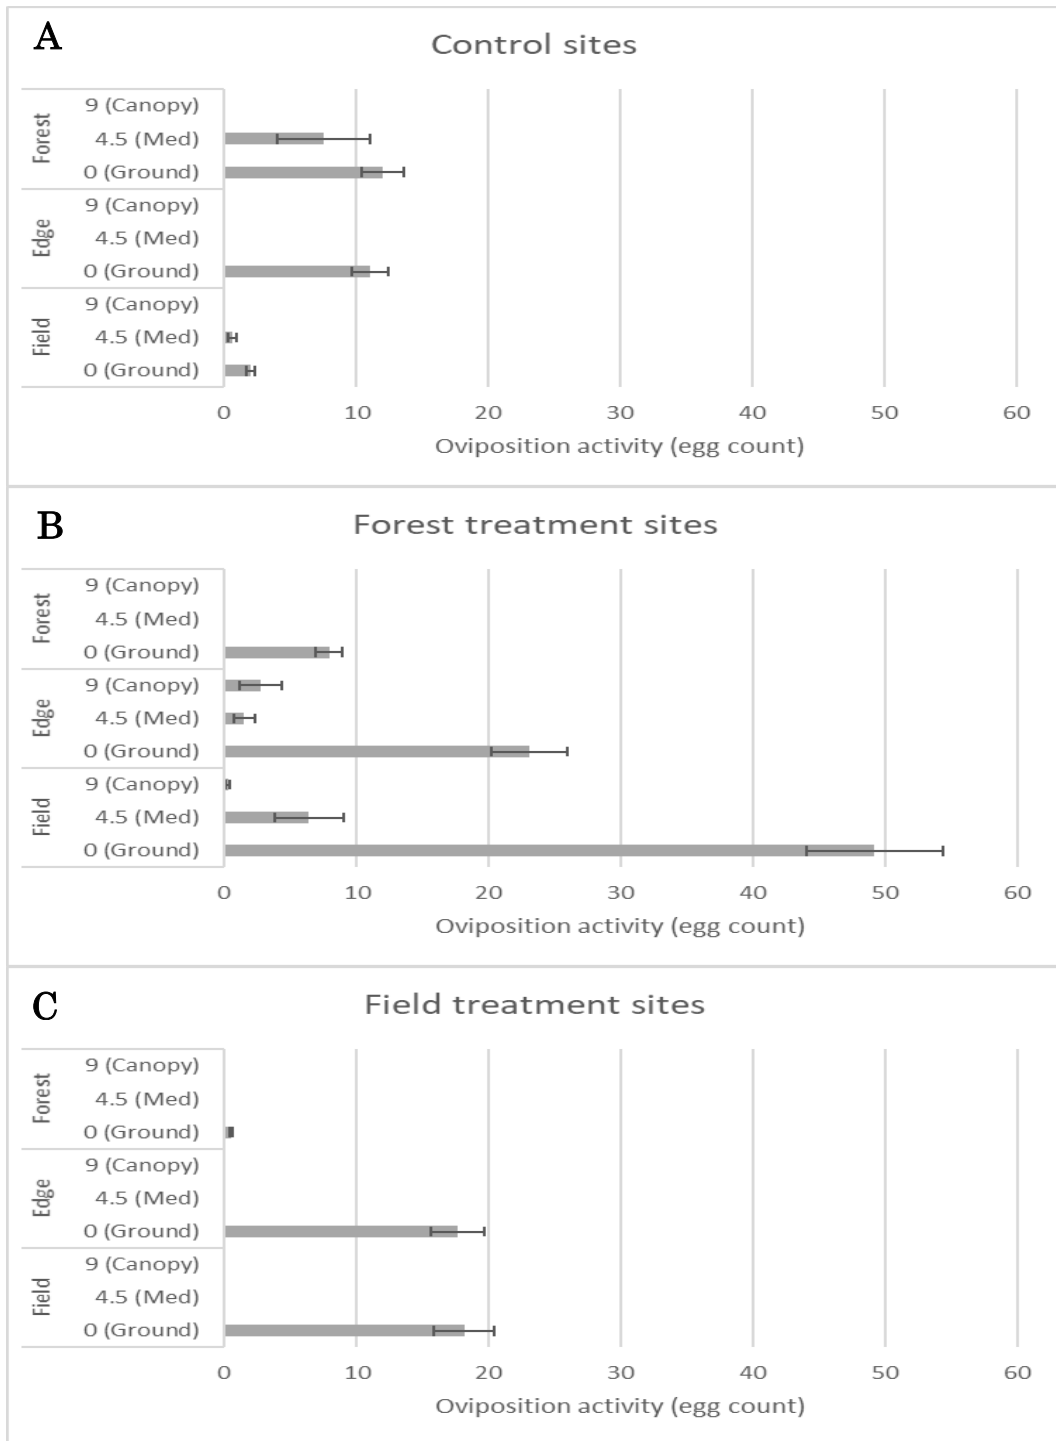 A
Control sites
Forest
9 (Canopy)
4.5 (Med)
0 (Ground)
Edge
9 (Canopy)
4.5 (Med)
0 (Ground)
Field
9 (Canopy)
4.5 (Med)
0 (Ground)
0 10 20 30 40 50 60
Oviposition activity (egg count)
B
Forest treatment sites
Forest
9 (Canopy)
4.5 (Med)
0 (Ground)
Edge
9 (Canopy)
4.5 (Med)
0 (Ground)
Field
9 (Canopy)
4.5 (Med)
0 (Ground)
0 10 20 30 40 50 60
Oviposition activity (egg count)
C
Field treatment sites
Forest
9 (Canopy)
4.5 (Med)
0 (Ground)
Edge
9 (Canopy)
4.5 (Med)
0 (Ground)
Field
9 (Canopy)
4.5 (Med)
0 (Ground)
0 10 20 30 40 50 60
Oviposition activity (egg count)